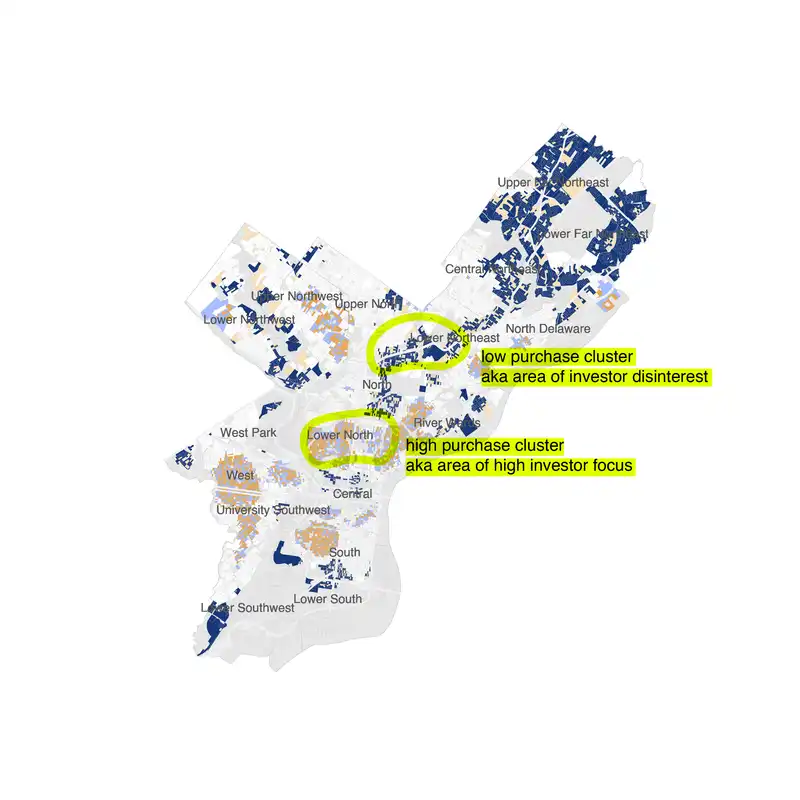 Upper Far Northeast
Lower Far Northeast
Central Northeast
Upper Northwest
Upper North
Lower Northwest
North Delaware
Lower Northeast
low purchase cluster
aka area of investor disinterest
North
River Wards
West Park
Lower North
high purchase cluster
aka area of high investor focus
West
Central
University Southwest
South
Lower South
Lower Southwest